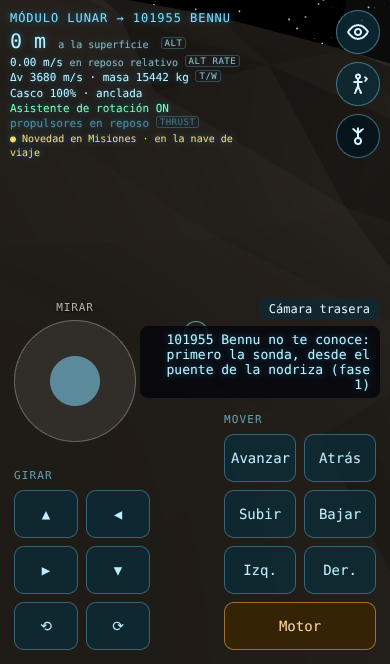 MÓDULO LUNAR → 101955 BENNU
0 m a la superficie ALT
0.00 m/s en reposo relativo ALT RATE
Δv 3680 m/s · masa 15442 kg T/W
Casco 100% · anclada
Asistente de rotación ON
propulsores en reposo THRUST
● Novedad en Misiones · en la nave de
viaje
MIRAR
Cámara trasera
101955 Bennu no te conoce:
primero la sonda, desde el
puente de la nodriza (fase
1)
MOVER
Avanzar Atrás
GIRAR
▲ ◄ Subir Bajar
► ▼ Izq. Der.
⟲ ⟳ Motor